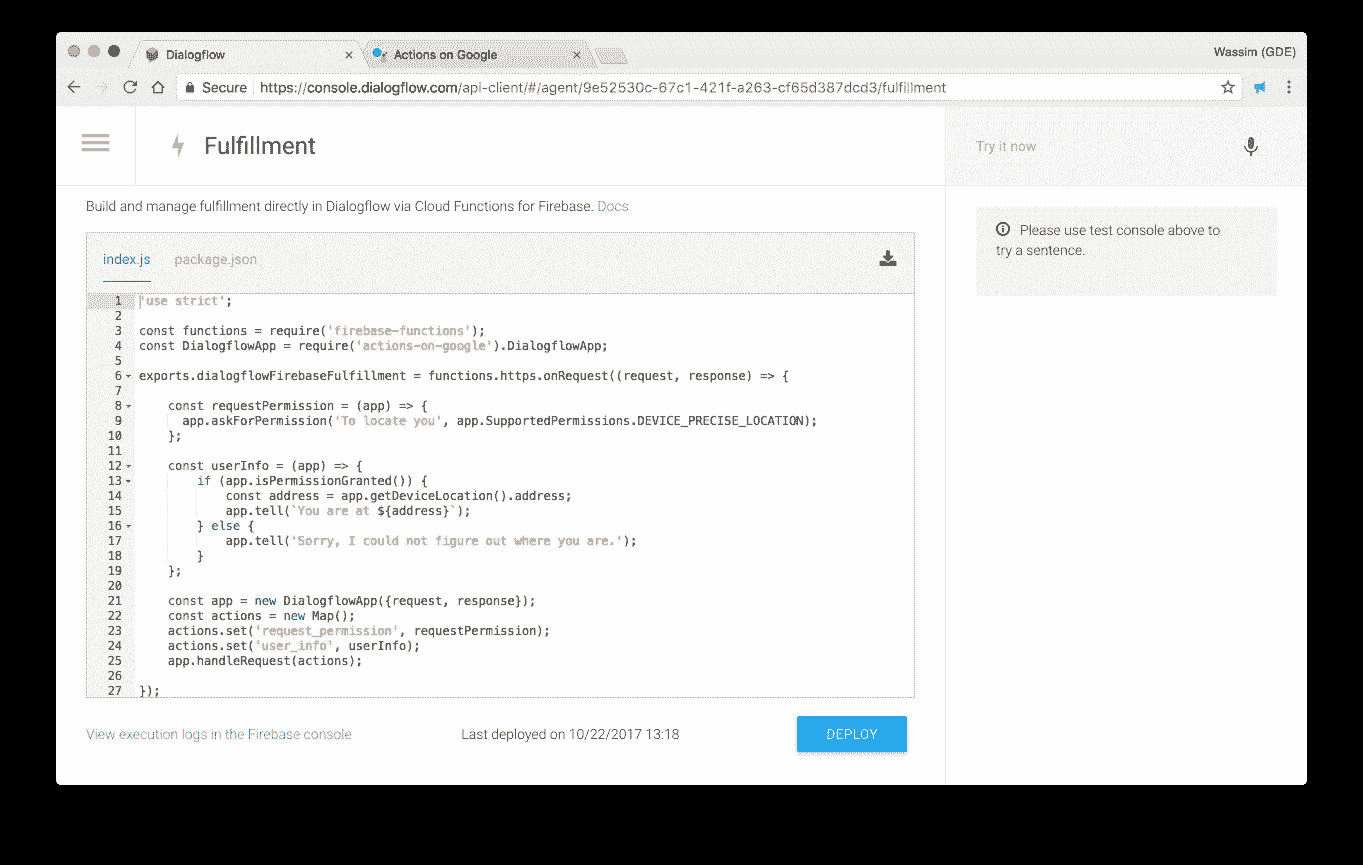 Dialogflow
Actions on Google
Wassim (GDE)
Secure
https://console.dialogflow.com/api-client/#/agent/9e52530c-67c1-421f-a263-cf65d387dcd3/fulfillment
Fulfillment
Try it now
Build and manage fulfillment directly in Dialogflow via Cloud Functions for Firebase. Docs
Please use test console above to
try a sentence.
index.js package.json
1 'use strict';
2
3 const functions = require('firebase-functions');
4 const DialogflowApp = require('actions-on-google').DialogflowApp;
5
6 exports.dialogflowFirebaseFulfillment = functions.https.onRequest((request, response) => {
7
8 const requestPermission = (app) => {
9 app.askForPermission('To locate you', app.SupportedPermissions.DEVICE_PRECISE_LOCATION);
10 };
11
12 const userInfo = (app) => {
13 if (app.isPermissionGranted()) {
14 const address = app.getDeviceLocation().address;
15 app.tell(`You are at ${address}`);
16 } else {
17 app.tell('Sorry, I could not figure out where you are.');
18 }
19 };
20
21 const app = new DialogflowApp({request, response});
22 const actions = new Map();
23 actions.set('request_permission', requestPermission);
24 actions.set('user_info', userInfo);
25 app.handleRequest(actions);
26
27 });
View execution logs in the Firebase console
Last deployed on 10/22/2017 13:18
DEPLOY